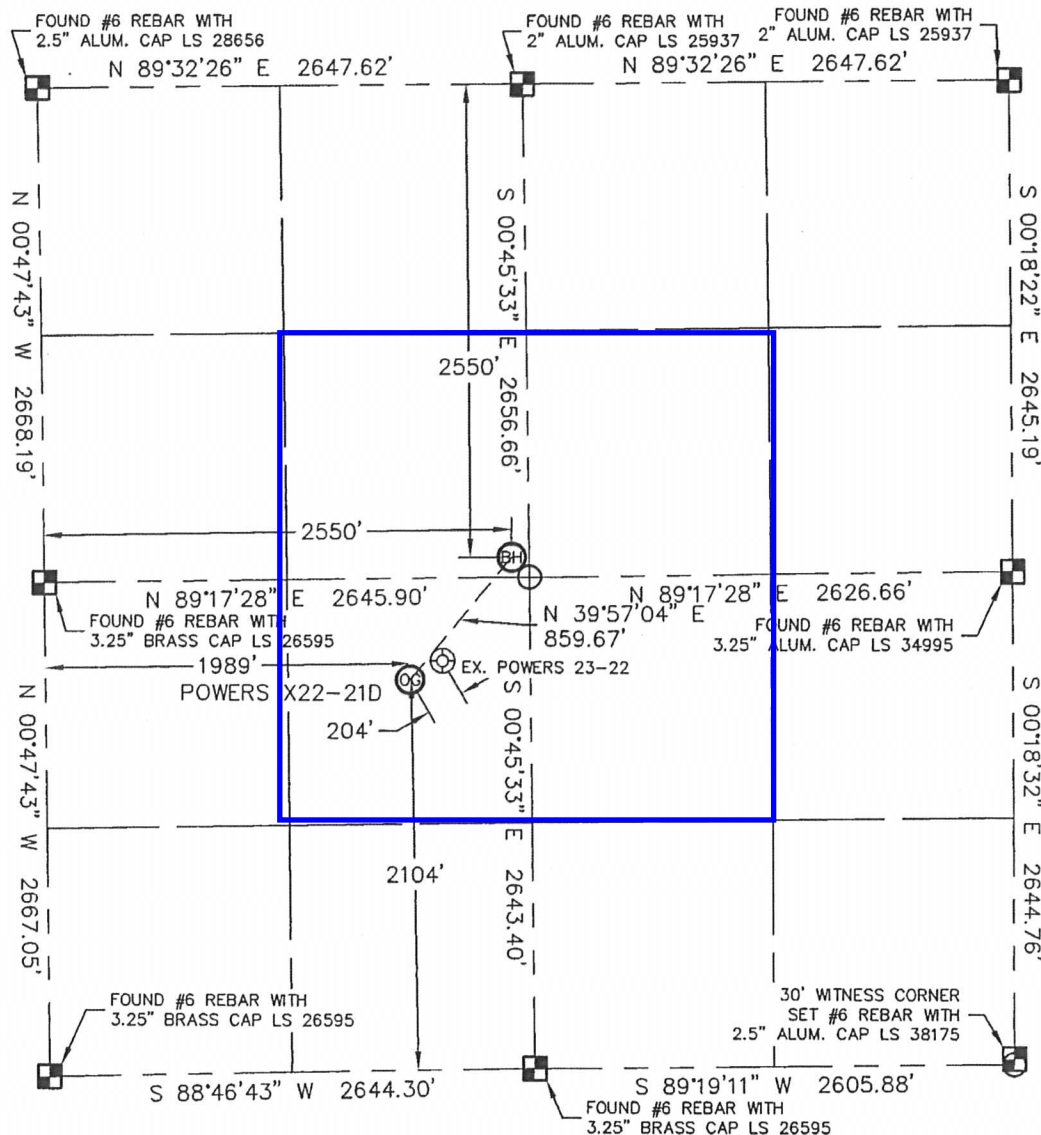 FOUND #6 REBAR WITH
2.5" ALUM. CAP LS 28656
FOUND #6 REBAR WITH
2" ALUM. CAP LS 25937
FOUND #6 REBAR WITH
2" ALUM. CAP LS 25937
N 89°32'26" E 2647.62'
N 89°32'26" E 2647.62'
N 00°47'43" W 2668.19'
S 00°45'33" E 2656.66'
S 00°18'22" E 2645.19'
2550'
2550'
BH
N 89°17'28" E 2645.90'
N 89°17'28" E 2626.66'
FOUND #6 REBAR WITH
3.25" BRASS CAP LS 26595
N 39°57'04" E
859.67'
FOUND #6 REBAR WITH
3.25" ALUM. CAP LS 34995
1989'
EX. POWERS 23-22
OG
POWERS X22-21D
204'
N 00°47'43" W 2667.05'
S 00°45'33" E 2643.40'
S 00°18'32" E 2644.76'
2104'
FOUND #6 REBAR WITH
3.25" BRASS CAP LS 26595
30' WITNESS CORNER
SET #6 REBAR WITH
2.5" ALUM. CAP LS 38175
S 88°46'43" W 2644.30'
S 89°19'11" W 2605.88'
FOUND #6 REBAR WITH
3.25" BRASS CAP LS 26595